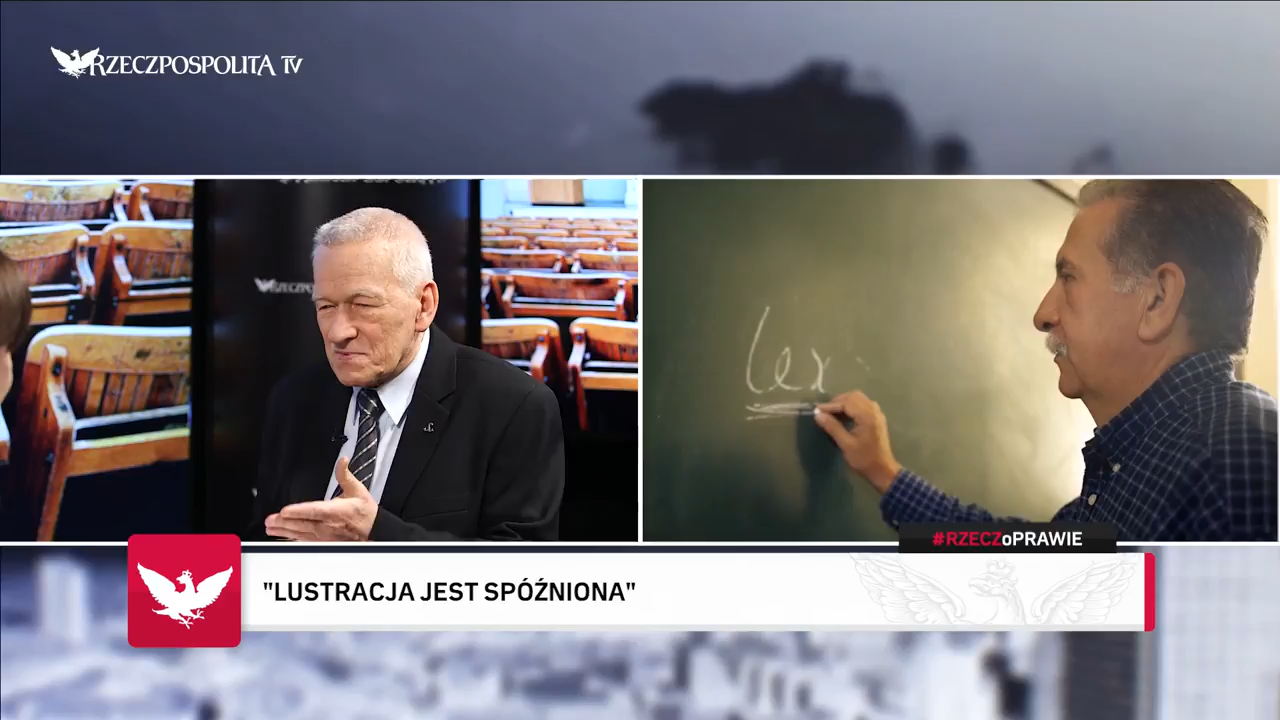 RZECZPOSPOLITA TV
lex
#RZECZoPRAWIE
"LUSTRACJA JEST SPÓŹNIONA"